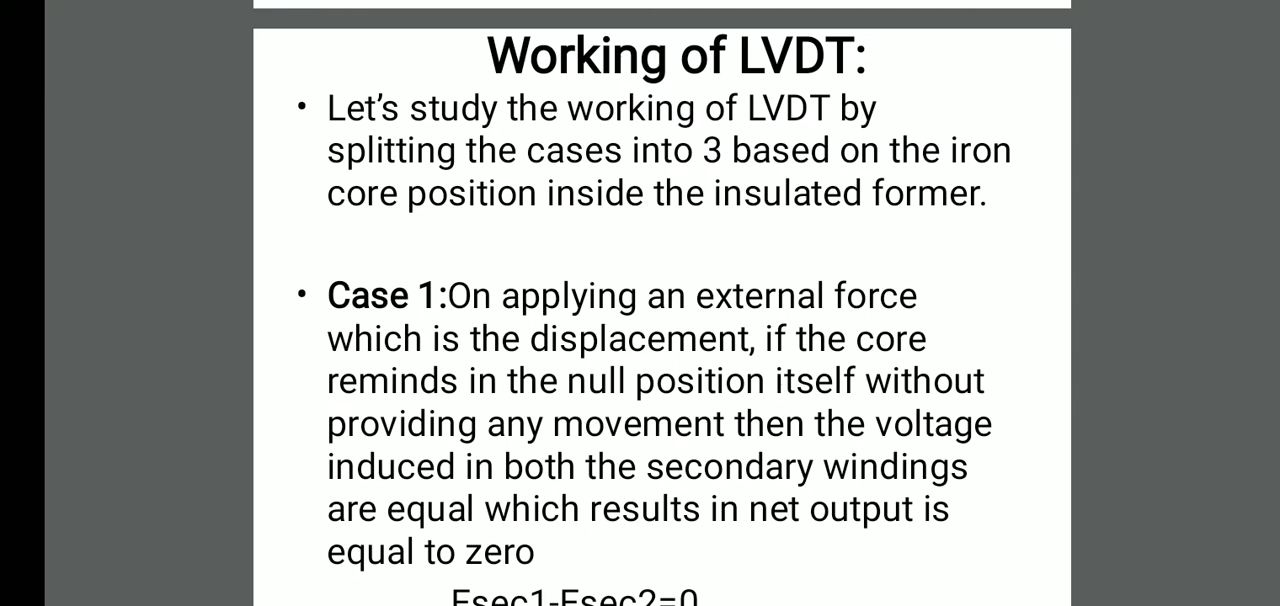 Working of LVDT:
• Let’s study the working of LVDT by
splitting the cases into 3 based on the iron
core position inside the insulated former.
• Case 1:On applying an external force
which is the displacement, if the core
reminds in the null position itself without
providing any movement then the voltage
induced in both the secondary windings
are equal which results in net output is
equal to zero
Esec1-Esec2=0